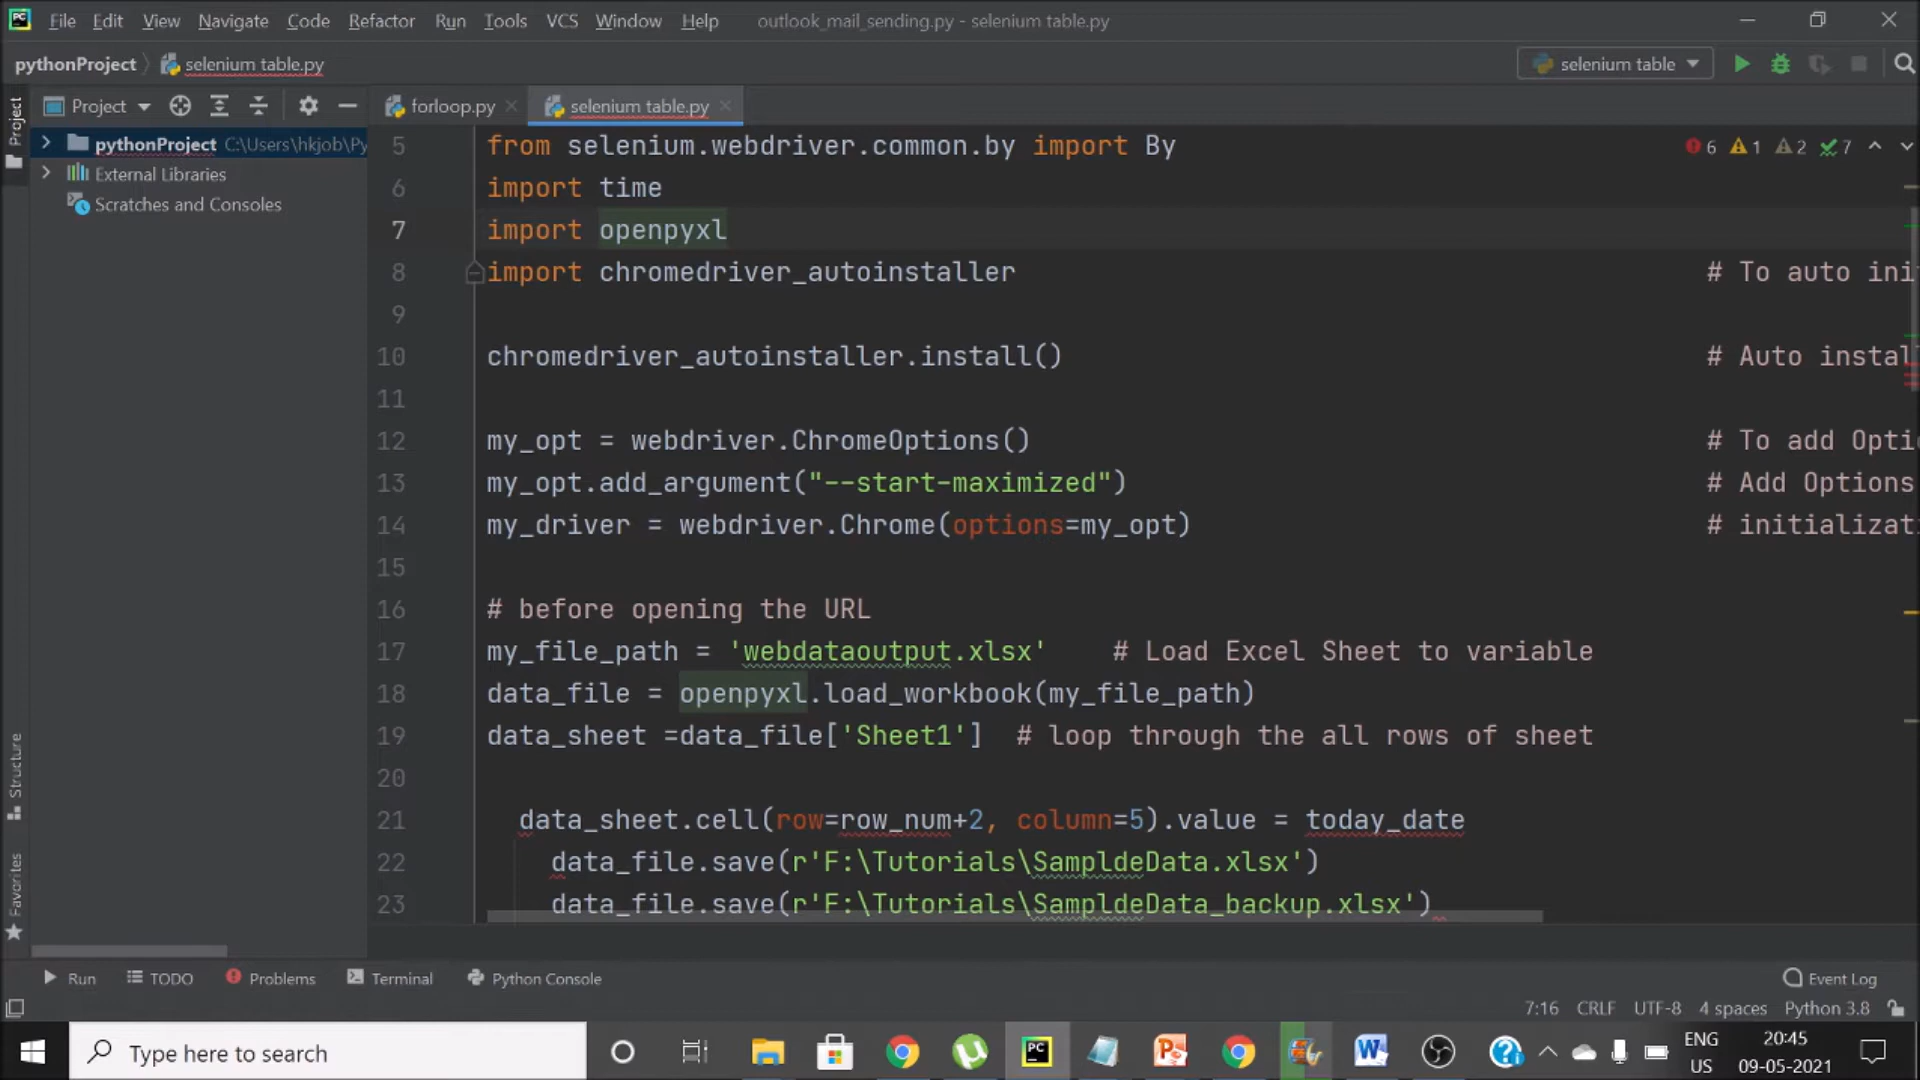 File Edit View Navigate Code Refactor Run Tools VCS Window Help outlook_mail_sending.py - selenium table.py
pythonProject selenium table.py selenium table
Project forloop.py selenium table.py
Project
pythonProject C:\Users\hkjob\Py
External Libraries
Scratches and Consoles
6 1 2 7
5 from selenium.webdriver.common.by import By
6 import time
7 import openpyxl
8 import chromedriver_autoinstaller # To auto ini
9
10 chromedriver_autoinstaller.install() # Auto instal
11
12 my_opt = webdriver.ChromeOptions() # To add Opti
13 my_opt.add_argument("--start-maximized") # Add Options
14 my_driver = webdriver.Chrome(options=my_opt) # initializat
15
16 # before opening the URL
17 my_file_path = 'webdataoutput.xlsx' # Load Excel Sheet to variable
18 data_file = openpyxl.load_workbook(my_file_path)
19 data_sheet =data_file['Sheet1'] # loop through the all rows of sheet
20
21 data_sheet.cell(row=row_num+2, column=5).value = today_date
22 data_file.save(r'F:\Tutorials\SampldeData.xlsx')
23 data_file.save(r'F:\Tutorials\SampldeData_backup.xlsx')
Structure
Favorites
Run TODO Problems Terminal Python Console Event Log
7:16 CRLF UTF-8 4 spaces Python 3.8
Type here to search
ENG
US
20:45
09-05-2021